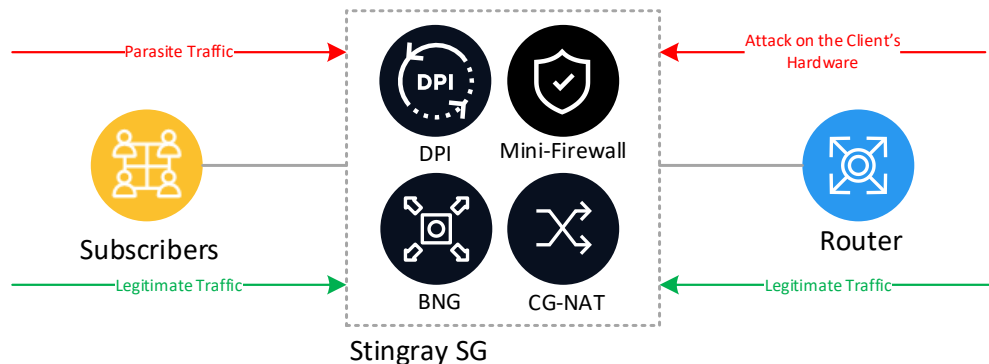 Parasite Traffic
Attack on the Client's
Hardware
DPI
DPI
Mini-Firewall
Subscribers
Router
Legitimate Traffic
BNG
CG-NAT
Legitimate Traffic
Stingray SG